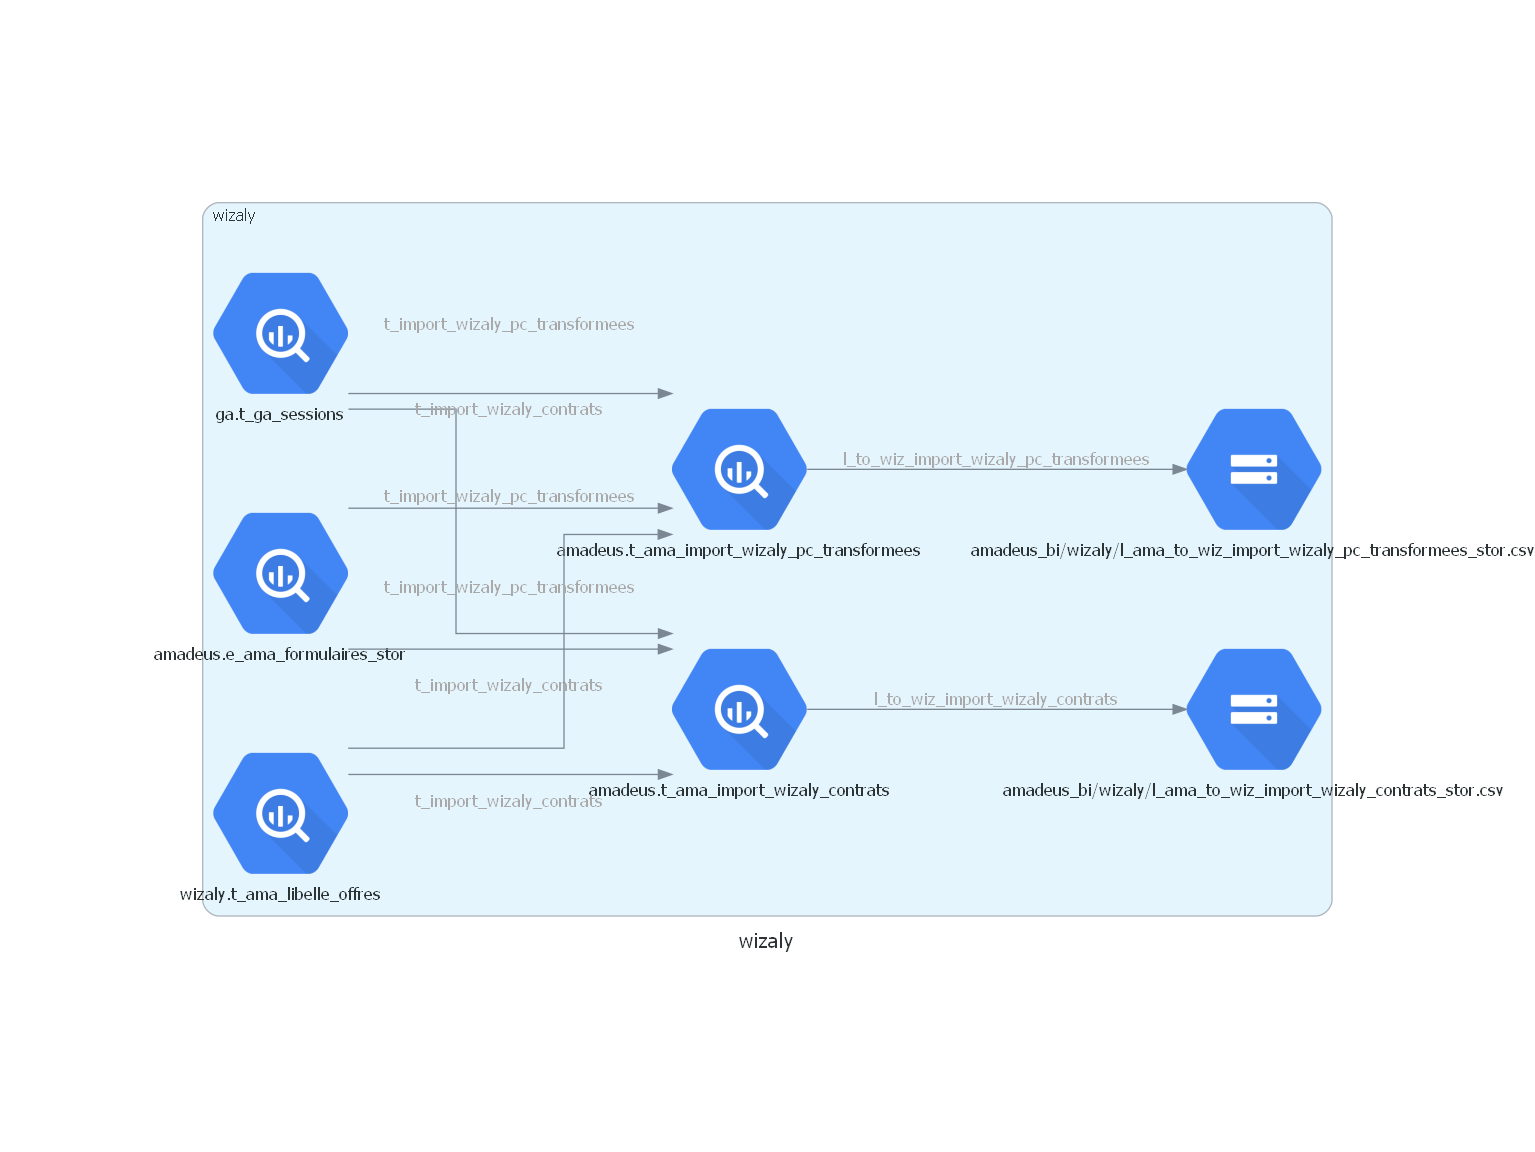 wizaly
t_import_wizaly_pc_transformees
ga.t_ga_sessions
t_import_wizaly_contrats
l_to_wiz_import_wizaly_pc_transformees
t_import_wizaly_pc_transformees
amadeus.t_ama_import_wizaly_pc_transformees
amadeus_bi/wizaly/l_ama_to_wiz_import_wizaly_pc_transformees_stor.csv
t_import_wizaly_pc_transformees
amadeus.e_ama_formulaires_stor
t_import_wizaly_contrats
l_to_wiz_import_wizaly_contrats
amadeus.t_ama_import_wizaly_contrats
amadeus_bi/wizaly/l_ama_to_wiz_import_wizaly_contrats_stor.csv
t_import_wizaly_contrats
wizaly.t_ama_libelle_offres
wizaly